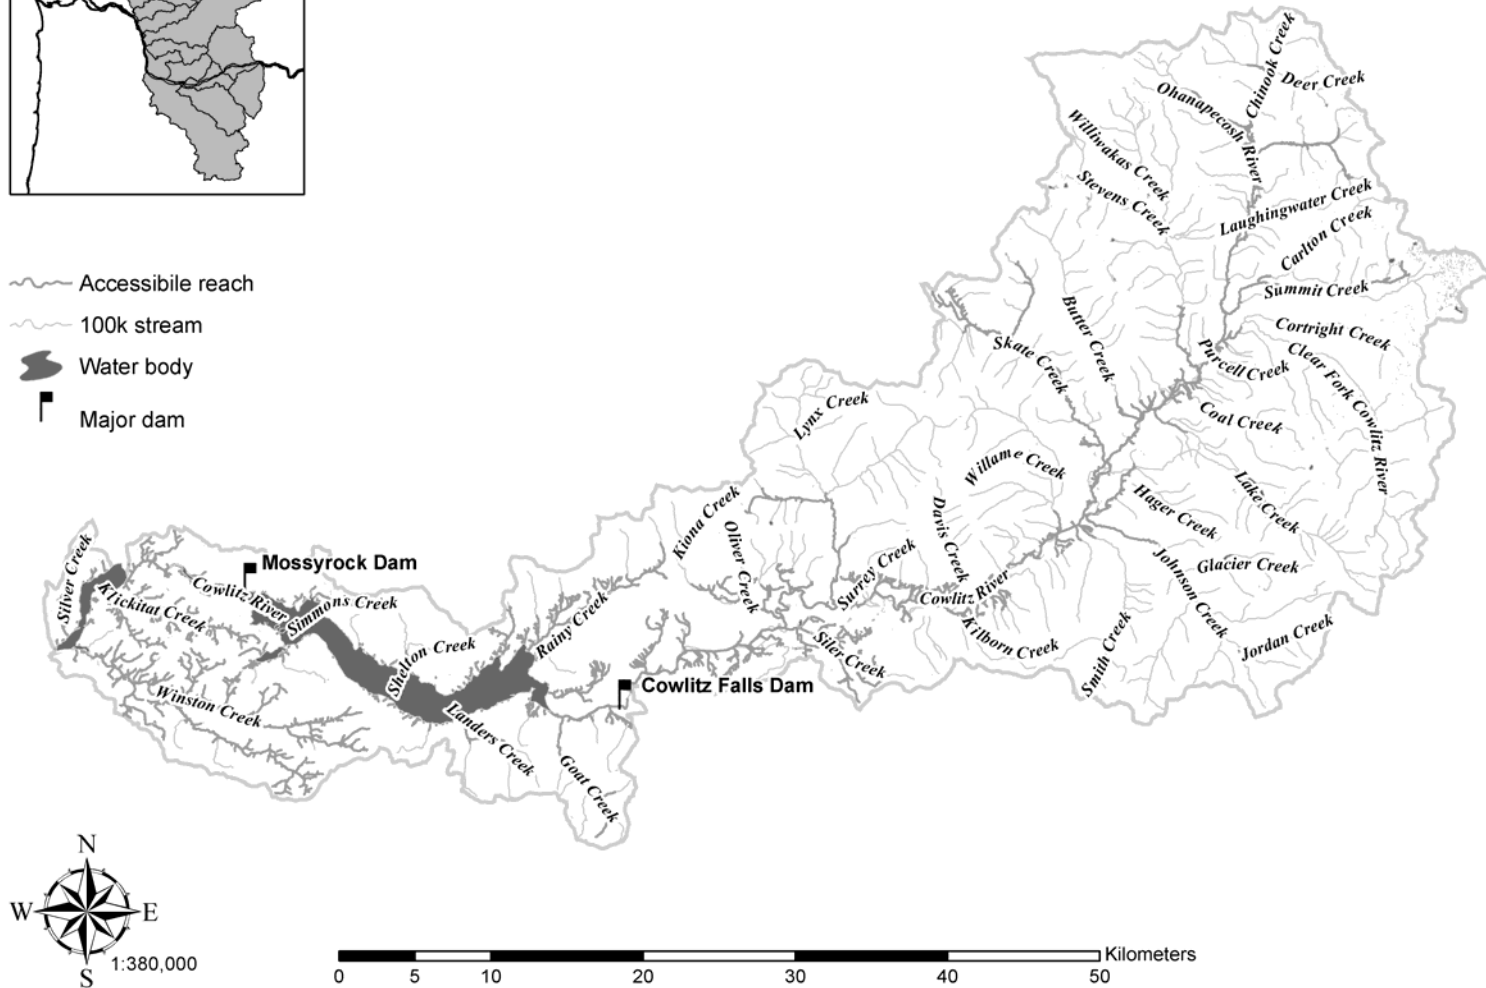 Chinook Creek
Deer Creek
Ohanapecosh River
Williwakas Creek
Stevens Creek
Laughingwater Creek
Carlton Creek
Summit Creek
Accessibile reach
100k stream
Water body
Major dam
Butter Creek
Skate Creek
Cortright Creek
Purcell Creek
Clear Fork Cowlitz River
Lynx Creek
Coal Creek
Willame Creek
Lake Creek
Hager Creek
Kiona Creek
Oliver Creek
Davis Creek
Surrey Creek
Silver Creek
Mossyrock Dam
Cowlitz River
Klickitat Creek
Simmons Creek
Rainy Creek
Cowlitz River
Johnson Creek
Glacier Creek
Shelton Creek
Siler Creek
Kilborn Creek
Smith Creek
Jordan Creek
Cowlitz Falls Dam
Winston Creek
Landers Creek
Goat Creek
N
W
E
S
1:380,000
Kilometers
0 5 10 20 30 40 50